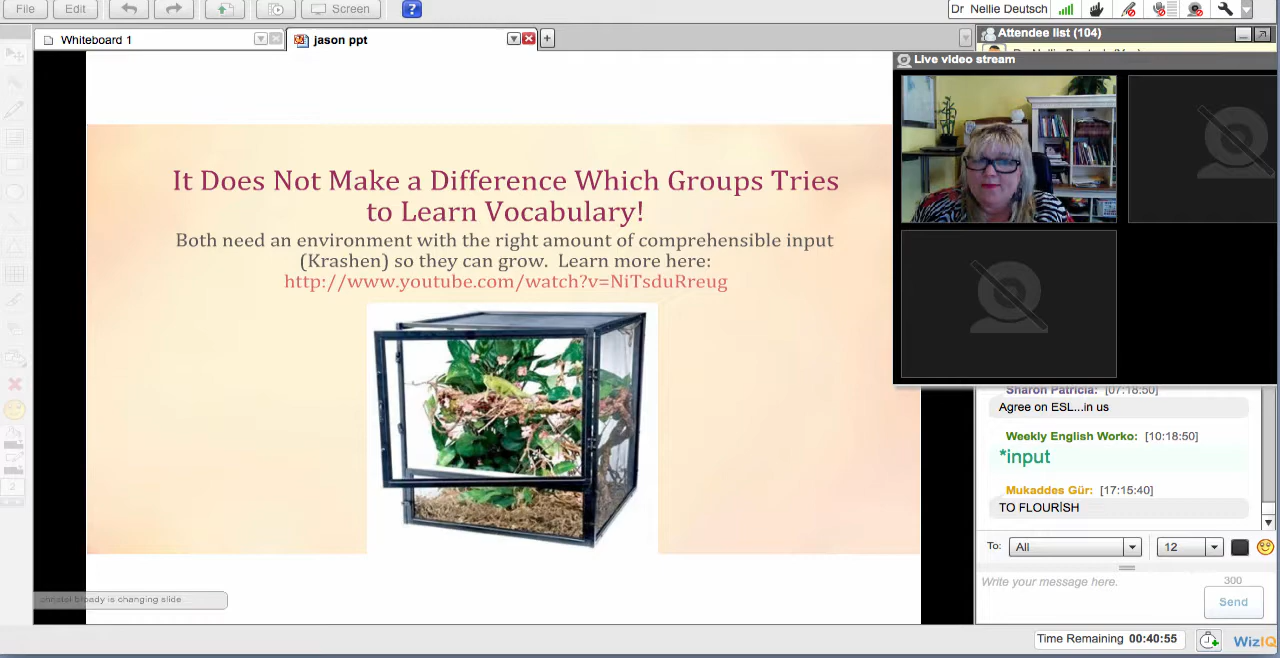 File
Edit
Screen
?
Dr Nellie Deutsch
Whiteboard 1
jason ppt
Attendee list (104)
Live video stream
It Does Not Make a Difference Which Groups Tries
to Learn Vocabulary!
Both need an environment with the right amount of comprehensible input
(Krashen) so they can grow. Learn more here:
http://www.youtube.com/watch?v=NiTsduRreug
Sharon Patricia: [07:18:50]
Agree on ESL...in us
Weekly English Worko: [10:18:50]
*input
Mukaddes Gür: [17:15:40]
TO FLOURİSH
To: All 12
Write your message here. 300
Send
is changing slide
Time Remaining 00:40:55
WizIQ